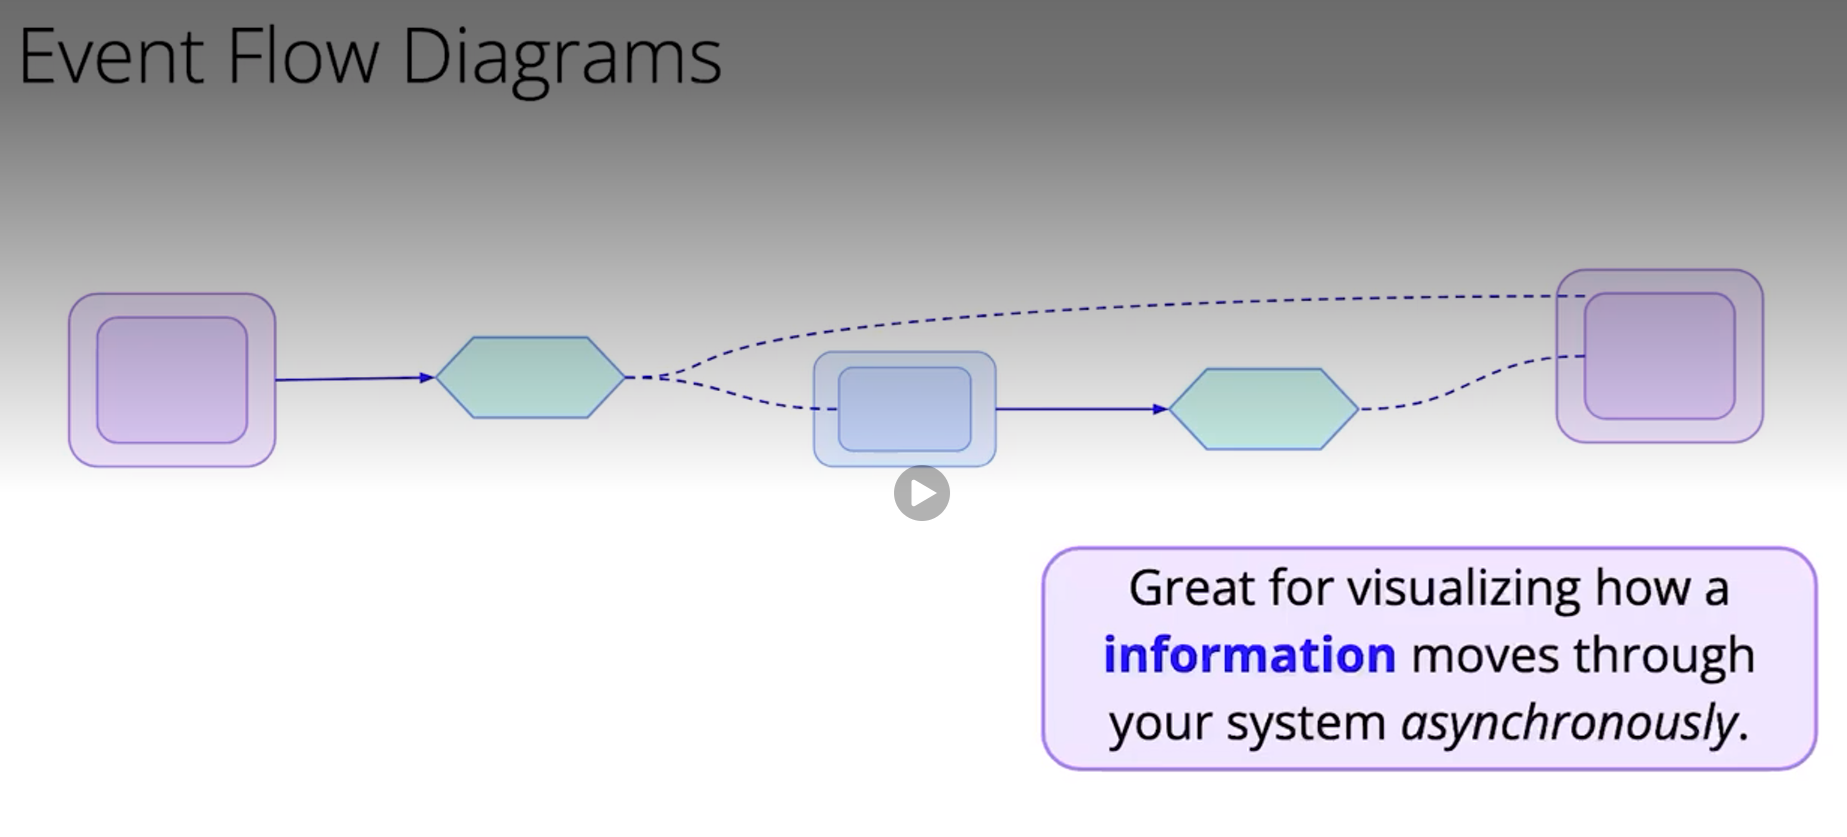 Event Flow Diagrams
Great for visualizing how a
information moves through
your system asynchronously.